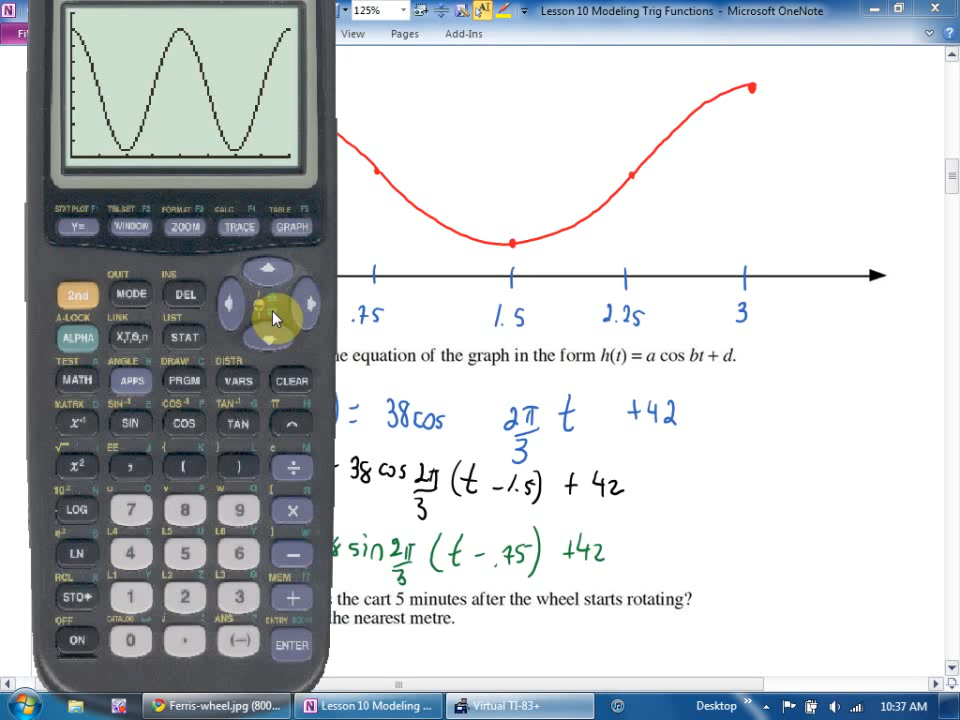 125%
Lesson 10 Modeling Trig Functions - Microsoft OneNote
View Pages Add-Ins
.75 1.5 2.25 3
e equation of the graph in the form h(t) = a cos bt + d.
= 38cos 2π/3 t +42
38 cos 2π/3 (t - 1.5) + 42
sin 2π/3 (t - .75) +42
the cart 5 minutes after the wheel starts rotating?
the nearest metre.
STAT PLOT F1 TBLSET F2 FORMAT F3 CALC F4 TABLE F5
Y= WINDOW ZOOM TRACE GRAPH
QUIT INS
2nd MODE DEL
A-LOCK LINK LIST
ALPHA X,T,Θ,n STAT
TEST A ANGLE B DRAW C DISTR
MATH APPS PRGM VARS CLEAR
MATRX D SIN⁻¹ E COS⁻¹ F TAN⁻¹ G π H
x⁻¹ SIN COS TAN ^
√ I EE J { K } L e M
x² , ( ) ÷
LOG 7 8 9 ×
LN 4 5 6 −
RCL L1 L2 L3 MEM
STO▸ 1 2 3 +
OFF CATALOG ANS ENTRY SOLVE
ON 0 . (−) ENTER
Ferris-wheel.jpg (800...
Lesson 10 Modeling ...
Virtual TI-83+
Desktop »
10:37 AM